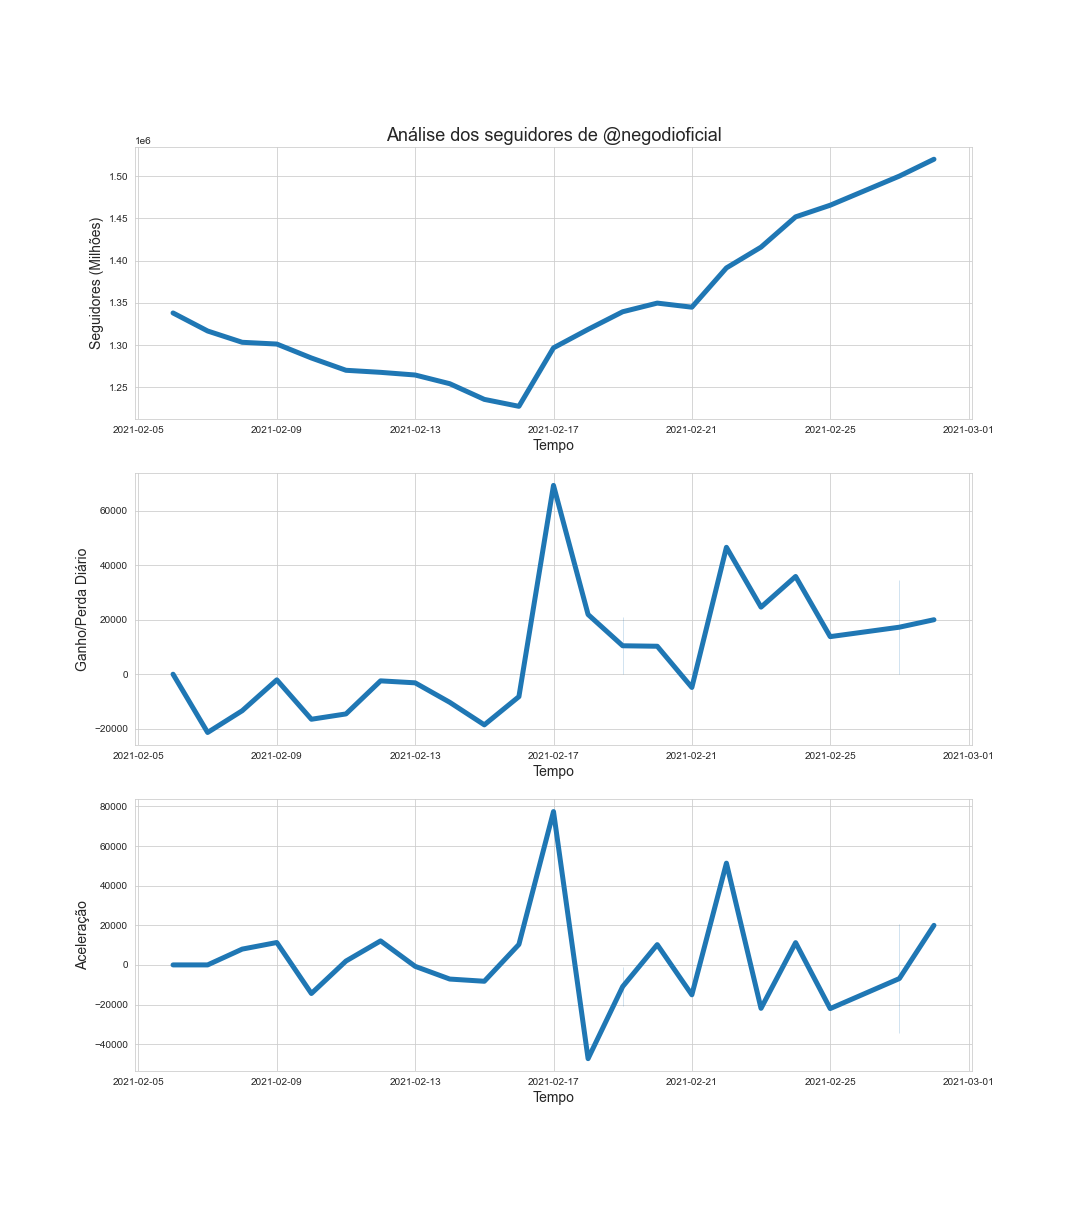 Análise dos seguidores de @negodioficial
1e6
1.50
1.45
1.40
1.35
1.30
1.25
Seguidores (Milhões)
2021-02-05 2021-02-09 2021-02-13 2021-02-17 2021-02-21 2021-02-25 2021-03-01
Tempo
60000
40000
20000
0
−20000
Ganho/Perda Diário
2021-02-05 2021-02-09 2021-02-13 2021-02-17 2021-02-21 2021-02-25 2021-03-01
Tempo
80000
60000
40000
20000
0
−20000
−40000
Aceleração
2021-02-05 2021-02-09 2021-02-13 2021-02-17 2021-02-21 2021-02-25 2021-03-01
Tempo